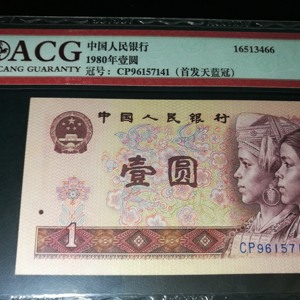 ACG
CANG GUARANTY
中国人民银行
1980年壹圆
冠号：CP96157141（首发天蓝冠）
16513466
中国人民银行
壹圆
1
CP961571